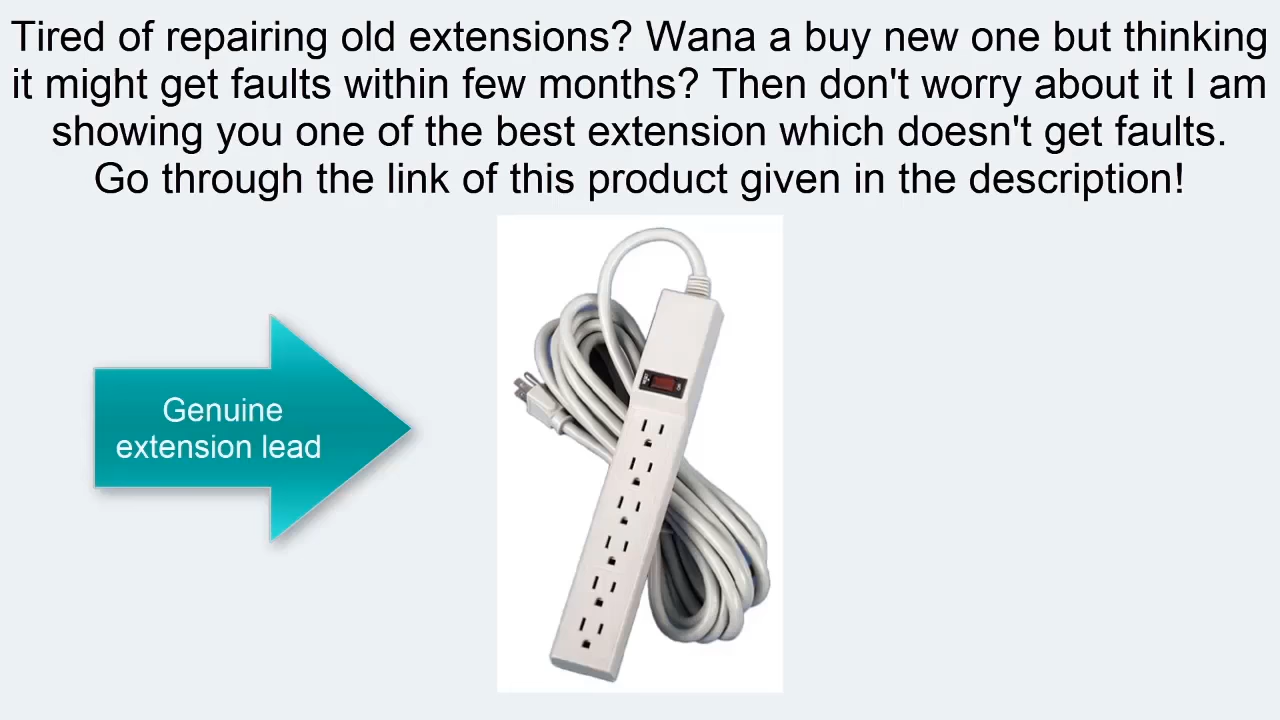 Tired of repairing old extensions? Wana a buy new one but thinking
it might get faults within few months? Then don't worry about it I am
showing you one of the best extension which doesn't get faults.
Go through the link of this product given in the description!
Genuine
extension lead